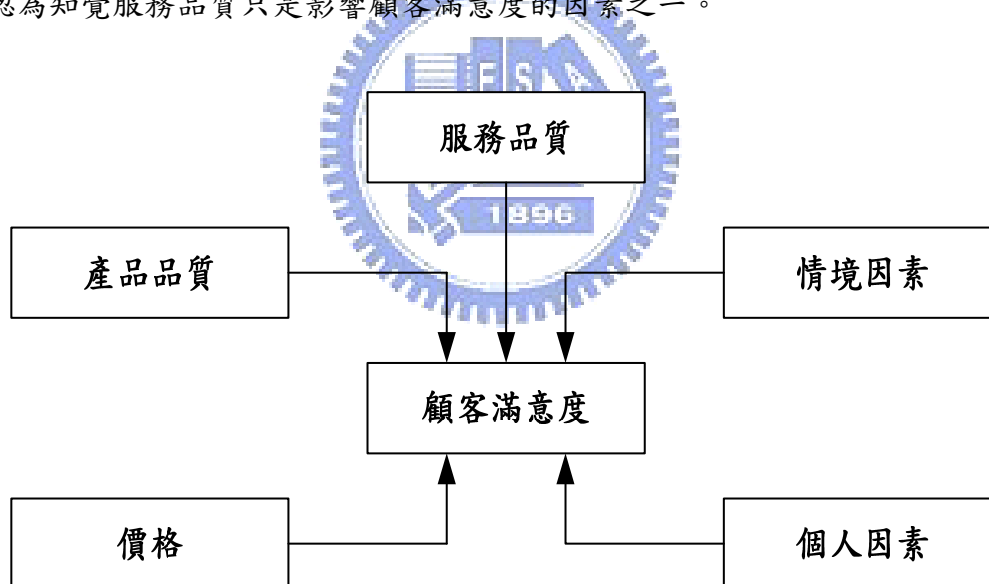 認為知覺服務品質只是影響顧客滿意度的因素之一。
ESA
服務品質
1896
產品品質
情境因素
顧客滿意度
價格
個人因素